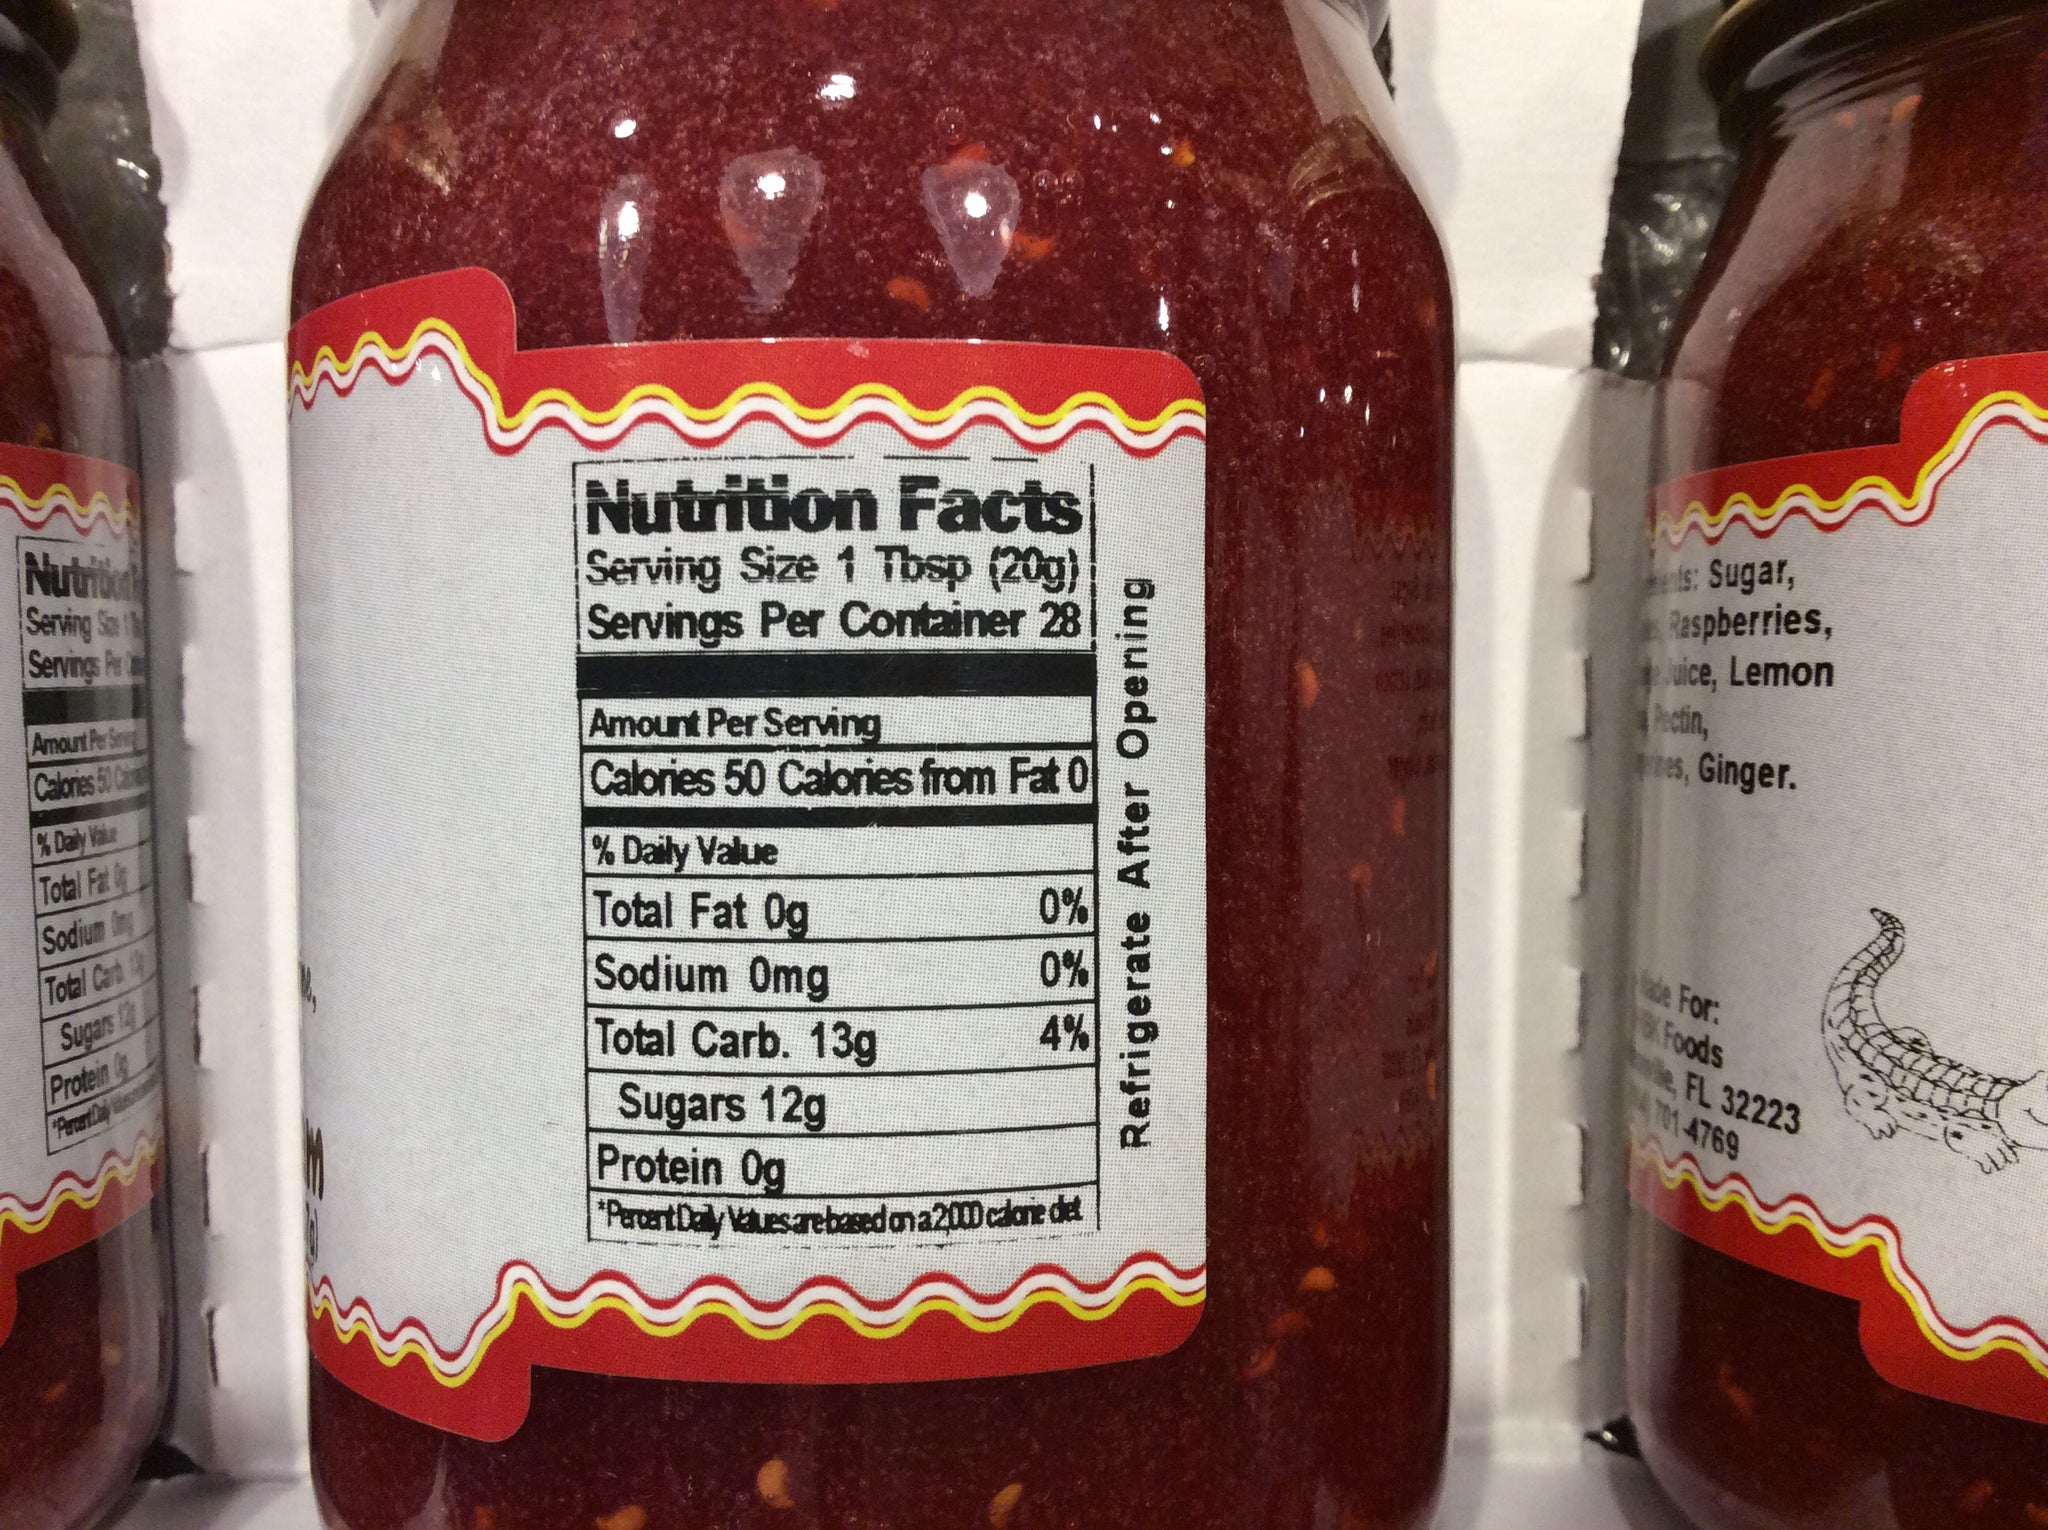 Nutrition
Serving Size 1
Servings Per
Amount Per Serving
Calories 50
% Daily Value
Total Fat 0g
Sodium 0mg
Total Carb.
Sugars 12g
Protein 0g
*Percent Daily
Nutrition Facts
Serving Size 1 Tbsp (20g)
Servings Per Container 28
Amount Per Serving
Calories 50 Calories from Fat 0
% Daily Value
Total Fat 0g 0%
Sodium 0mg 0%
Total Carb. 13g 4%
Sugars 12g
Protein 0g
*Percent Daily Values are based on a 2,000 calorie diet
Refrigerate After Opening
Sugar,
Raspberries,
Juice, Lemon
Pectin,
Ginger.
For:
Foods
FL 32223
701-4769